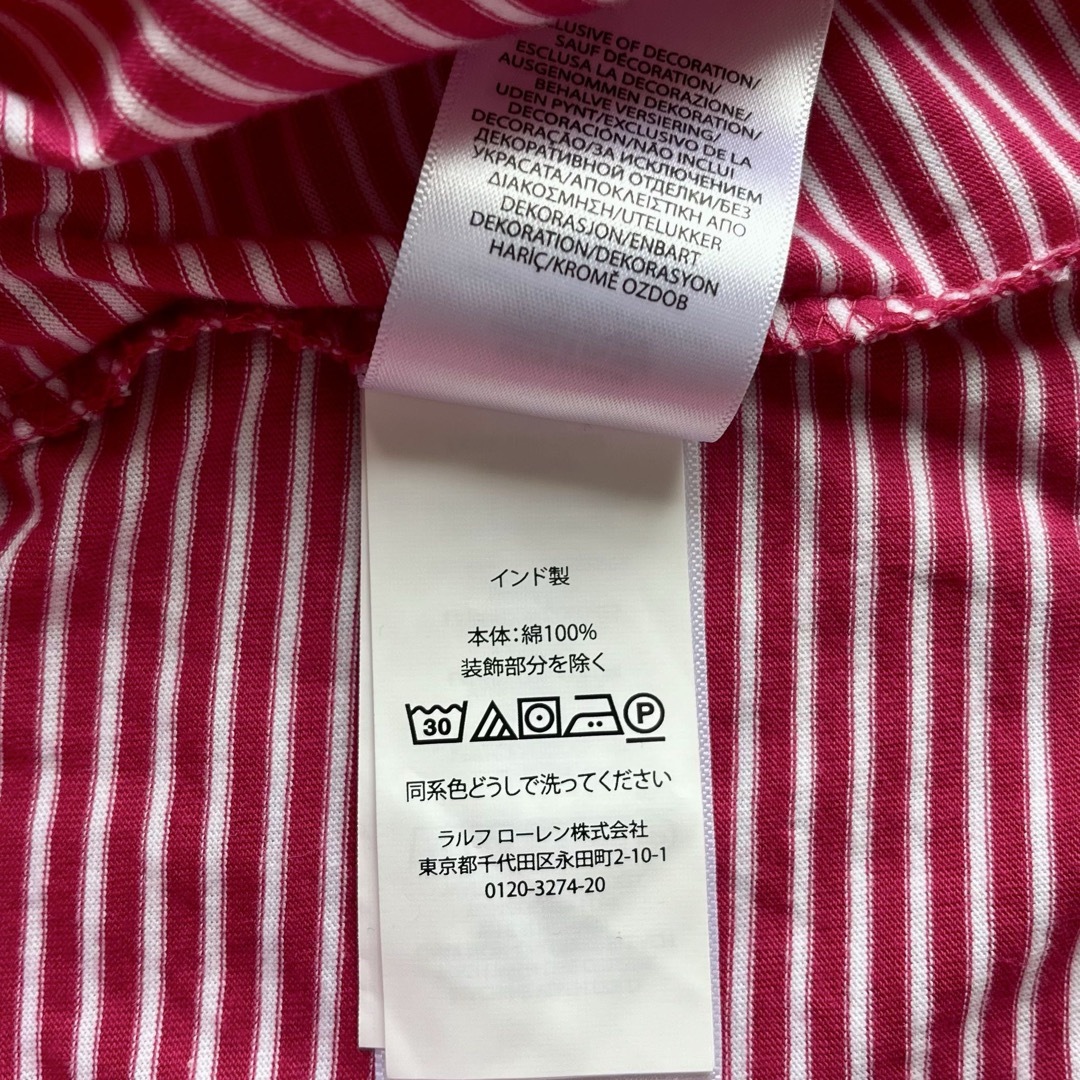 LUSIVE OF DECORATION/
SAUF DÉCORATION/
ESCLUSA LA DECORAZIONE/
AUSGENOMMEN DEKORATION/
BEHALVE VERSIERING/
UDEN PYNT/EXCLUSIVO DE LA
DECORACIÓN/NÃO INCLUI
DECORAÇÃO/ЗА ИСКЛЮЧЕНИЕМ
ДЕКОРАТИВНОЙ ОТДЕЛКИ/БЕЗ
УКРАСАТА/ΑΠΟΚΛΕΙΣΤΙΚΗ ΑΠΟ
ΔΙΑΚΟΣΜΗΣΗ/UTELUKKER
DEKORASJON/ENBART
DEKORATION/DEKORASYON
HARİÇ/KROMĚ OZDOB
インド製
本体:綿100%
装飾部分を除く
30 P
同系色どうしで洗ってください
ラルフ ローレン株式会社
東京都千代田区永田町2-10-1
0120-3274-20